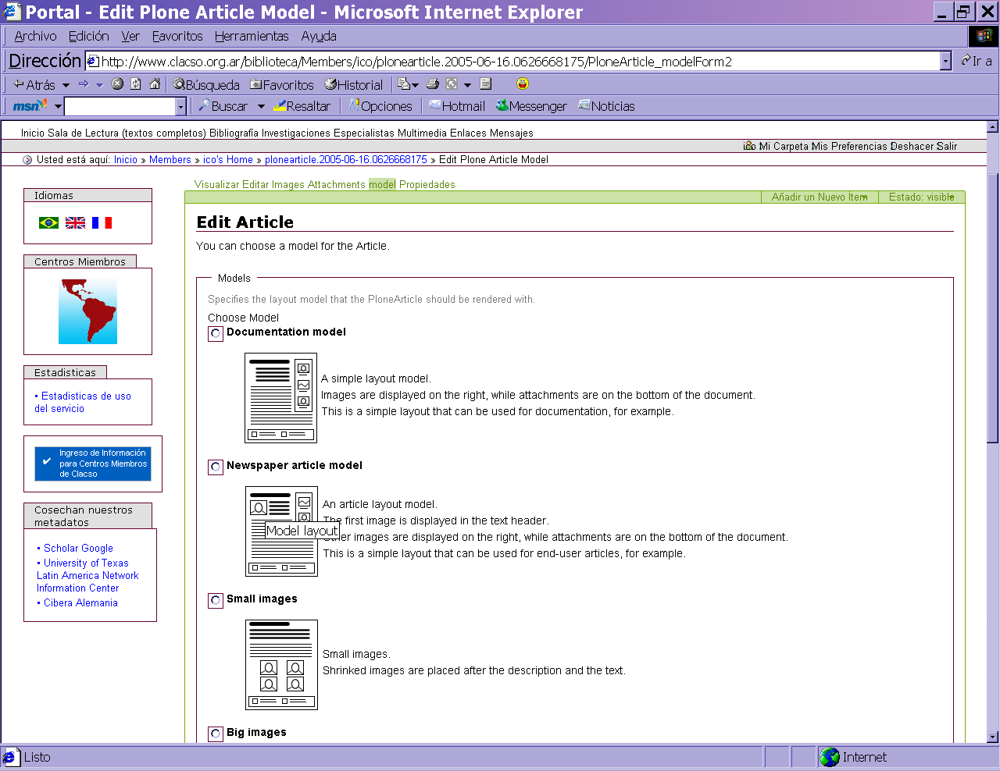 Portal - Edit Plone Article Model - Microsoft Internet Explorer
Archivo Edición Ver Favoritos Herramientas Ayuda
Dirección http://www.clacso.org.ar/biblioteca/Members/ico/plonearticle.2005-06-16.0626668175/PloneArticle_modelForm2 Ir a
Atrás Búsqueda Favoritos Historial
msn Buscar Resaltar Opciones Hotmail Messenger Noticias
Inicio Sala de Lectura (textos completos) Bibliografía Investigaciones Especialistas Multimedia Enlaces Mensajes
ico Mi Carpeta Mis Preferencias Deshacer Salir
Usted está aquí: Inicio » Members » ico's Home » plonearticle.2005-06-16.0626668175 » Edit Plone Article Model
Idiomas
Centros Miembros
Estadisticas
▪ Estadisticas de uso
del servicio
Ingreso de Información
para Centros Miembros
de Clacso
Cosechan nuestros
metadatos
▪ Scholar Google
▪ University of Texas
Latin America Network
Information Center
▪ Cibera Alemania
Visualizar Editar Images Attachments model Propiedades
Añadir un Nuevo Ítem Estado: visible
Edit Article
You can choose a model for the Article.
Models
Specifies the layout model that the PloneArticle should be rendered with.
Choose Model
Documentation model
A simple layout model.
Images are displayed on the right, while attachments are on the bottom of the document.
This is a simple layout that can be used for documentation, for example.
Newspaper article model
An article layout model.
The first image is displayed in the text header.
Model layout
Other images are displayed on the right, while attachments are on the bottom of the document.
This is a simple layout that can be used for end-user articles, for example.
Small images
Small images.
Shrinked images are placed after the description and the text.
Big images
Listo Internet